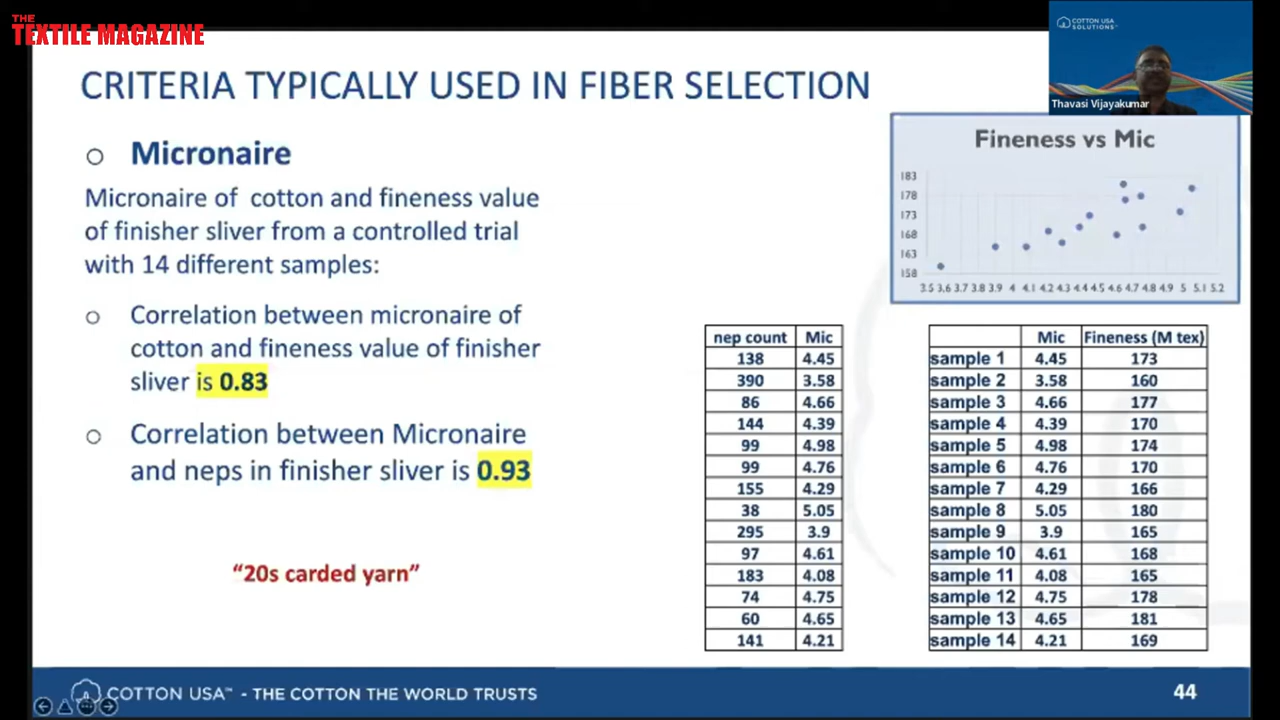 THE
TEXTILE MAGAZINE
COTTON USA
SOLUTIONS™
Thavasi Vijayakumar
CRITERIA TYPICALLY USED IN FIBER SELECTION
Micronaire
Micronaire of cotton and fineness value
of finisher sliver from a controlled trial
with 14 different samples:
Correlation between micronaire of
cotton and fineness value of finisher
sliver is 0.83
Correlation between Micronaire
and neps in finisher sliver is 0.93
"20s carded yarn"
Fineness vs Mic
183
178
173
168
163
158
3.5 3.6 3.7 3.8 3.9 4 4.1 4.2 4.3 4.4 4.5 4.6 4.7 4.8 4.9 5 5.1 5.2
nep count Mic
138 4.45
390 3.58
86 4.66
144 4.39
99 4.98
99 4.76
155 4.29
38 5.05
295 3.9
97 4.61
183 4.08
74 4.75
60 4.65
141 4.21
Mic Fineness (M tex)
sample 1 4.45 173
sample 2 3.58 160
sample 3 4.66 177
sample 4 4.39 170
sample 5 4.98 174
sample 6 4.76 170
sample 7 4.29 166
sample 8 5.05 180
sample 9 3.9 165
sample 10 4.61 168
sample 11 4.08 165
sample 12 4.75 178
sample 13 4.65 181
sample 14 4.21 169
COTTON USA™ - THE COTTON THE WORLD TRUSTS
44